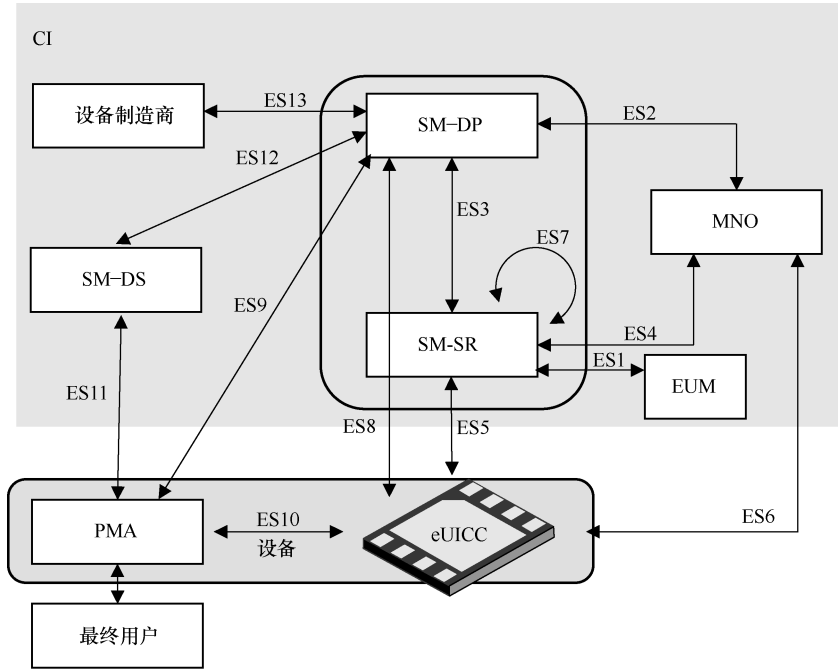 CI
设备制造商
ES13
SM-DP
ES2
ES12
MNO
ES3
ES7
SM-DS
ES9
SM-SR
ES4
ES1
EUM
ES11
ES8
ES5
PMA
ES10
设备
eUICC
ES6
最终用户